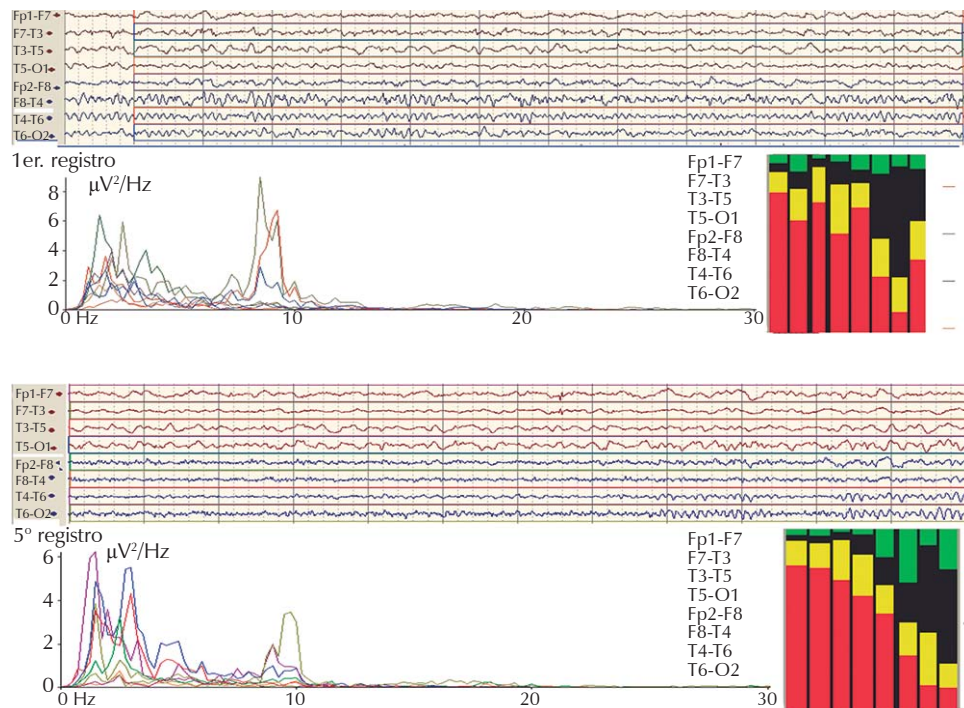 Fp1-F7
F7-T3
T3-T5
T5-O1
Fp2-F8
F8-T4
T4-T6
T6-O2
1er. registro
µV²/Hz
8
6
4
2
0
0 Hz
10
20
30
Fp1-F7
F7-T3
T3-T5
T5-O1
Fp2-F8
F8-T4
T4-T6
T6-O2
Fp1-F7
F7-T3
T3-T5
T5-O1
Fp2-F8
F8-T4
T4-T6
T6-O2
5º registro
µV²/Hz
6
4
2
0
0 Hz
10
20
30
Fp1-F7
F7-T3
T3-T5
T5-O1
Fp2-F8
F8-T4
T4-T6
T6-O2